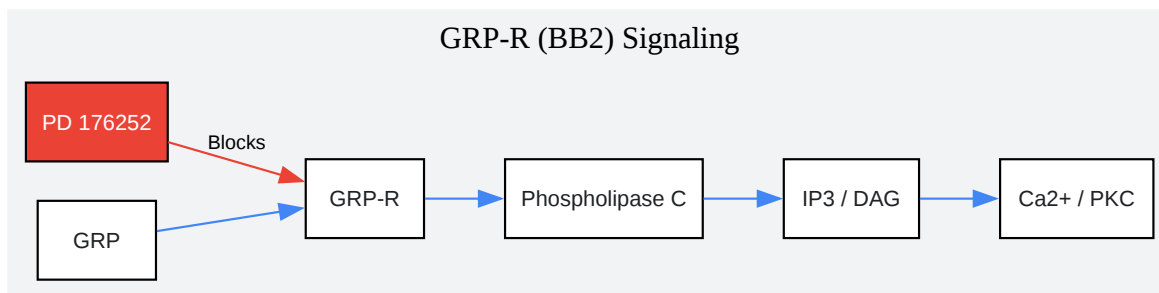 GRP-R (BB2) Signaling
PD 176252
Blocks
GRP
GRP-R
Phospholipase C
IP3 / DAG
Ca2+ / PKC